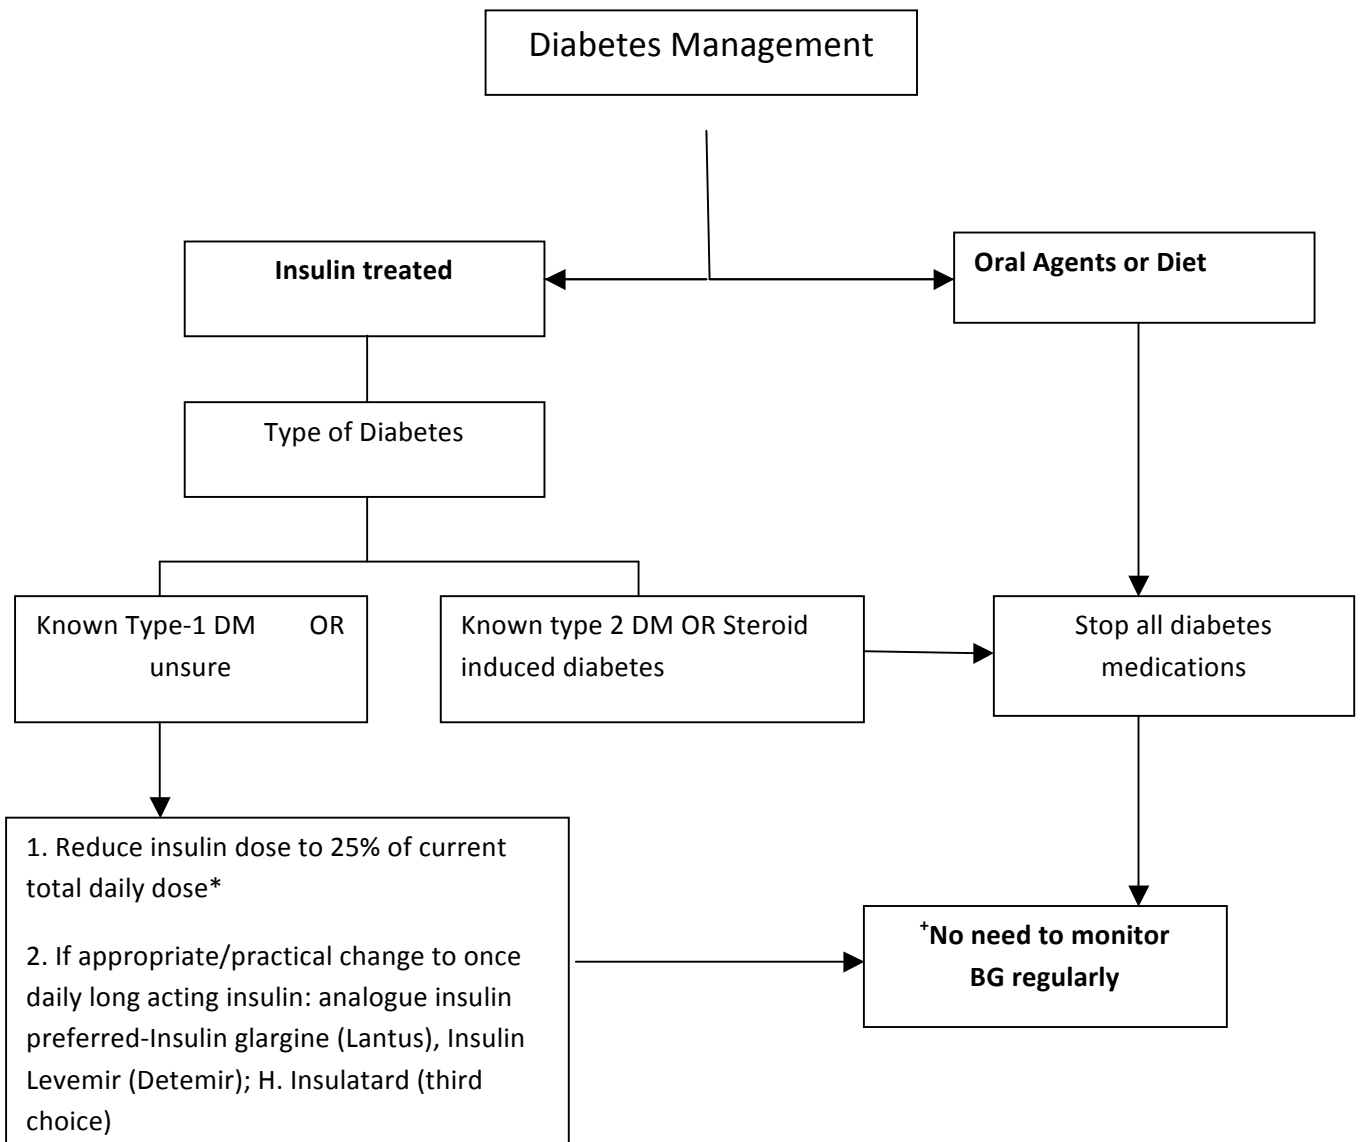 Diabetes Management
Insulin treated
Oral Agents or Diet
Type of Diabetes
Known Type-1 DM OR
unsure
Known type 2 DM OR Steroid
induced diabetes
Stop all diabetes
medications
1. Reduce insulin dose to 25% of current
total daily dose*
2. If appropriate/practical change to once
daily long acting insulin: analogue insulin
preferred-Insulin glargine (Lantus), Insulin
Levemir (Detemir); H. Insulatard (third
choice)
+No need to monitor
BG regularly